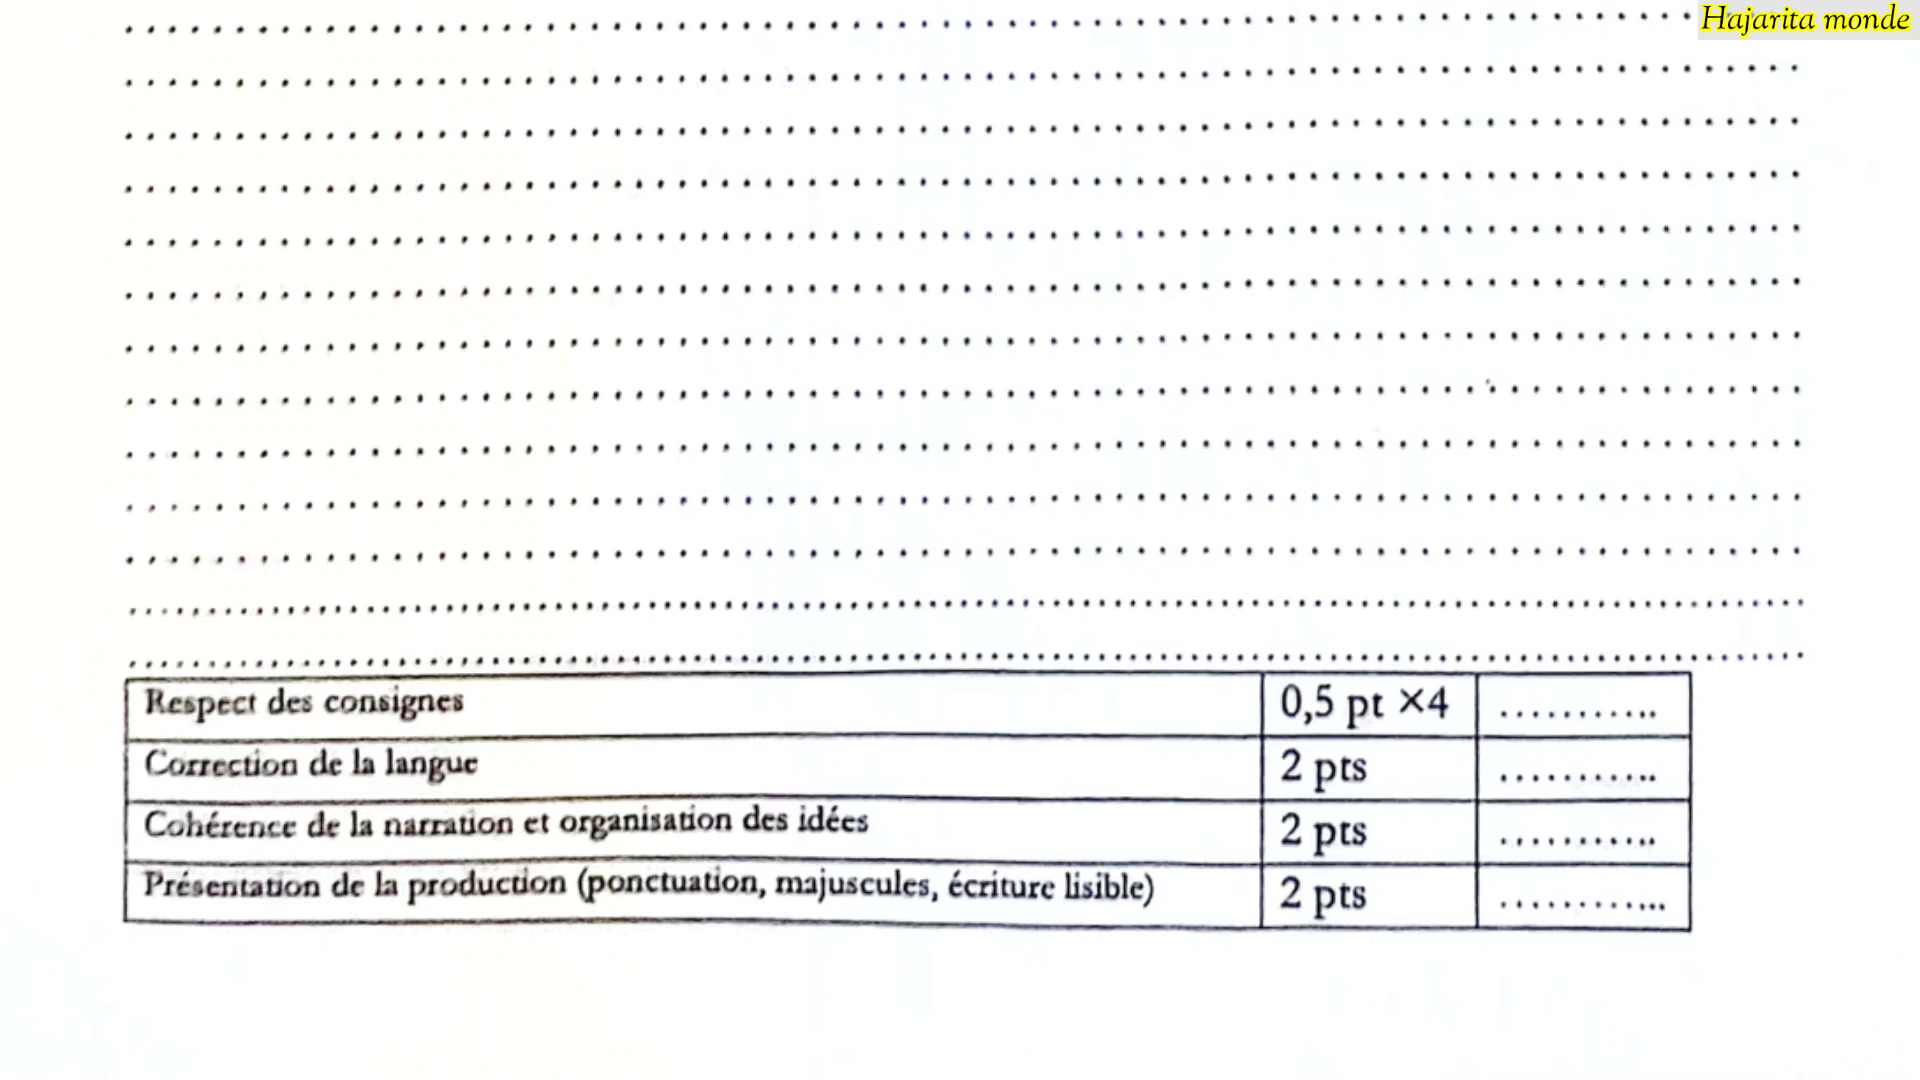 Hajarita monde
Respect des consignes 0,5 pt ×4 ...........
Correction de la langue 2 pts ...........
Cohérence de la narration et organisation des idées 2 pts ...........
Présentation de la production (ponctuation, majuscules, écriture lisible) 2 pts ............